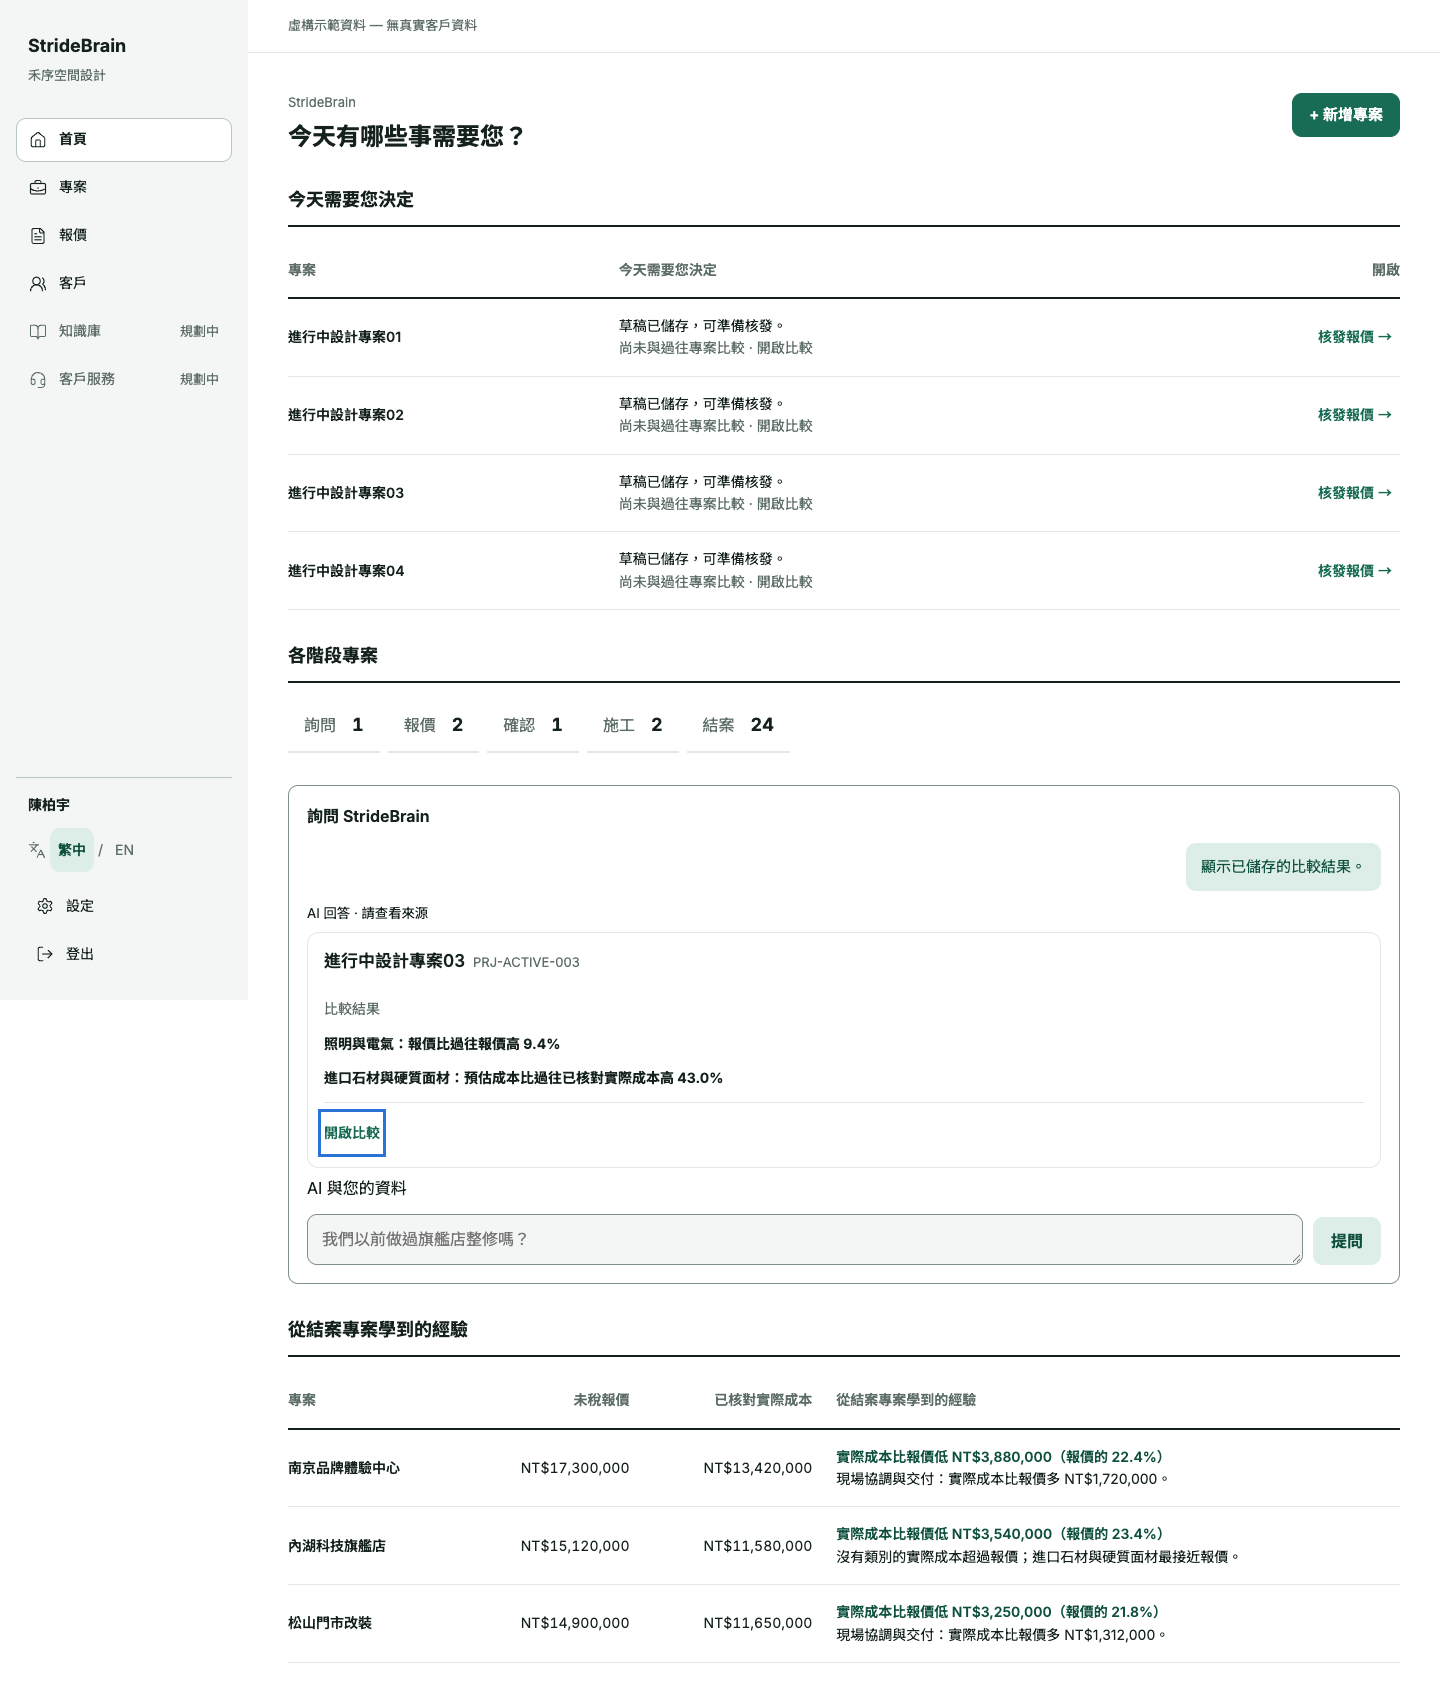 StrideBrain
禾序空間設計
首頁
專案
報價
客戶
知識庫 規劃中
客戶服務 規劃中
陳柏宇
繁中 / EN
設定
登出
虛構示範資料 — 無真實客戶資料
StrideBrain
今天有哪些事需要您？
+ 新增專案
今天需要您決定
專案 今天需要您決定 開啟
進行中設計專案01 草稿已儲存，可準備核發。 核發報價 →
尚未與過往專案比較 · 開啟比較
進行中設計專案02 草稿已儲存，可準備核發。 核發報價 →
尚未與過往專案比較 · 開啟比較
進行中設計專案03 草稿已儲存，可準備核發。 核發報價 →
尚未與過往專案比較 · 開啟比較
進行中設計專案04 草稿已儲存，可準備核發。 核發報價 →
尚未與過往專案比較 · 開啟比較
各階段專案
詢問 1 報價 2 確認 1 施工 2 結案 24
詢問 StrideBrain
顯示已儲存的比較結果。
AI 回答 · 請查看來源
進行中設計專案03 PRJ-ACTIVE-003
比較結果
照明與電氣：報價比過往報價高 9.4%
進口石材與硬質面材：預估成本比過往已核對實際成本高 43.0%
開啟比較
AI 與您的資料
我們以前做過旗艦店整修嗎？
提問
從結案專案學到的經驗
專案 未稅報價 已核對實際成本 從結案專案學到的經驗
南京品牌體驗中心 NT$17,300,000 NT$13,420,000 實際成本比報價低 NT$3,880,000（報價的 22.4%）
現場協調與交付：實際成本比報價多 NT$1,720,000。
內湖科技旗艦店 NT$15,120,000 NT$11,580,000 實際成本比報價低 NT$3,540,000（報價的 23.4%）
沒有類別的實際成本超過報價；進口石材與硬質面材最接近報價。
松山門市改裝 NT$14,900,000 NT$11,650,000 實際成本比報價低 NT$3,250,000（報價的 21.8%）
現場協調與交付：實際成本比報價多 NT$1,312,000。